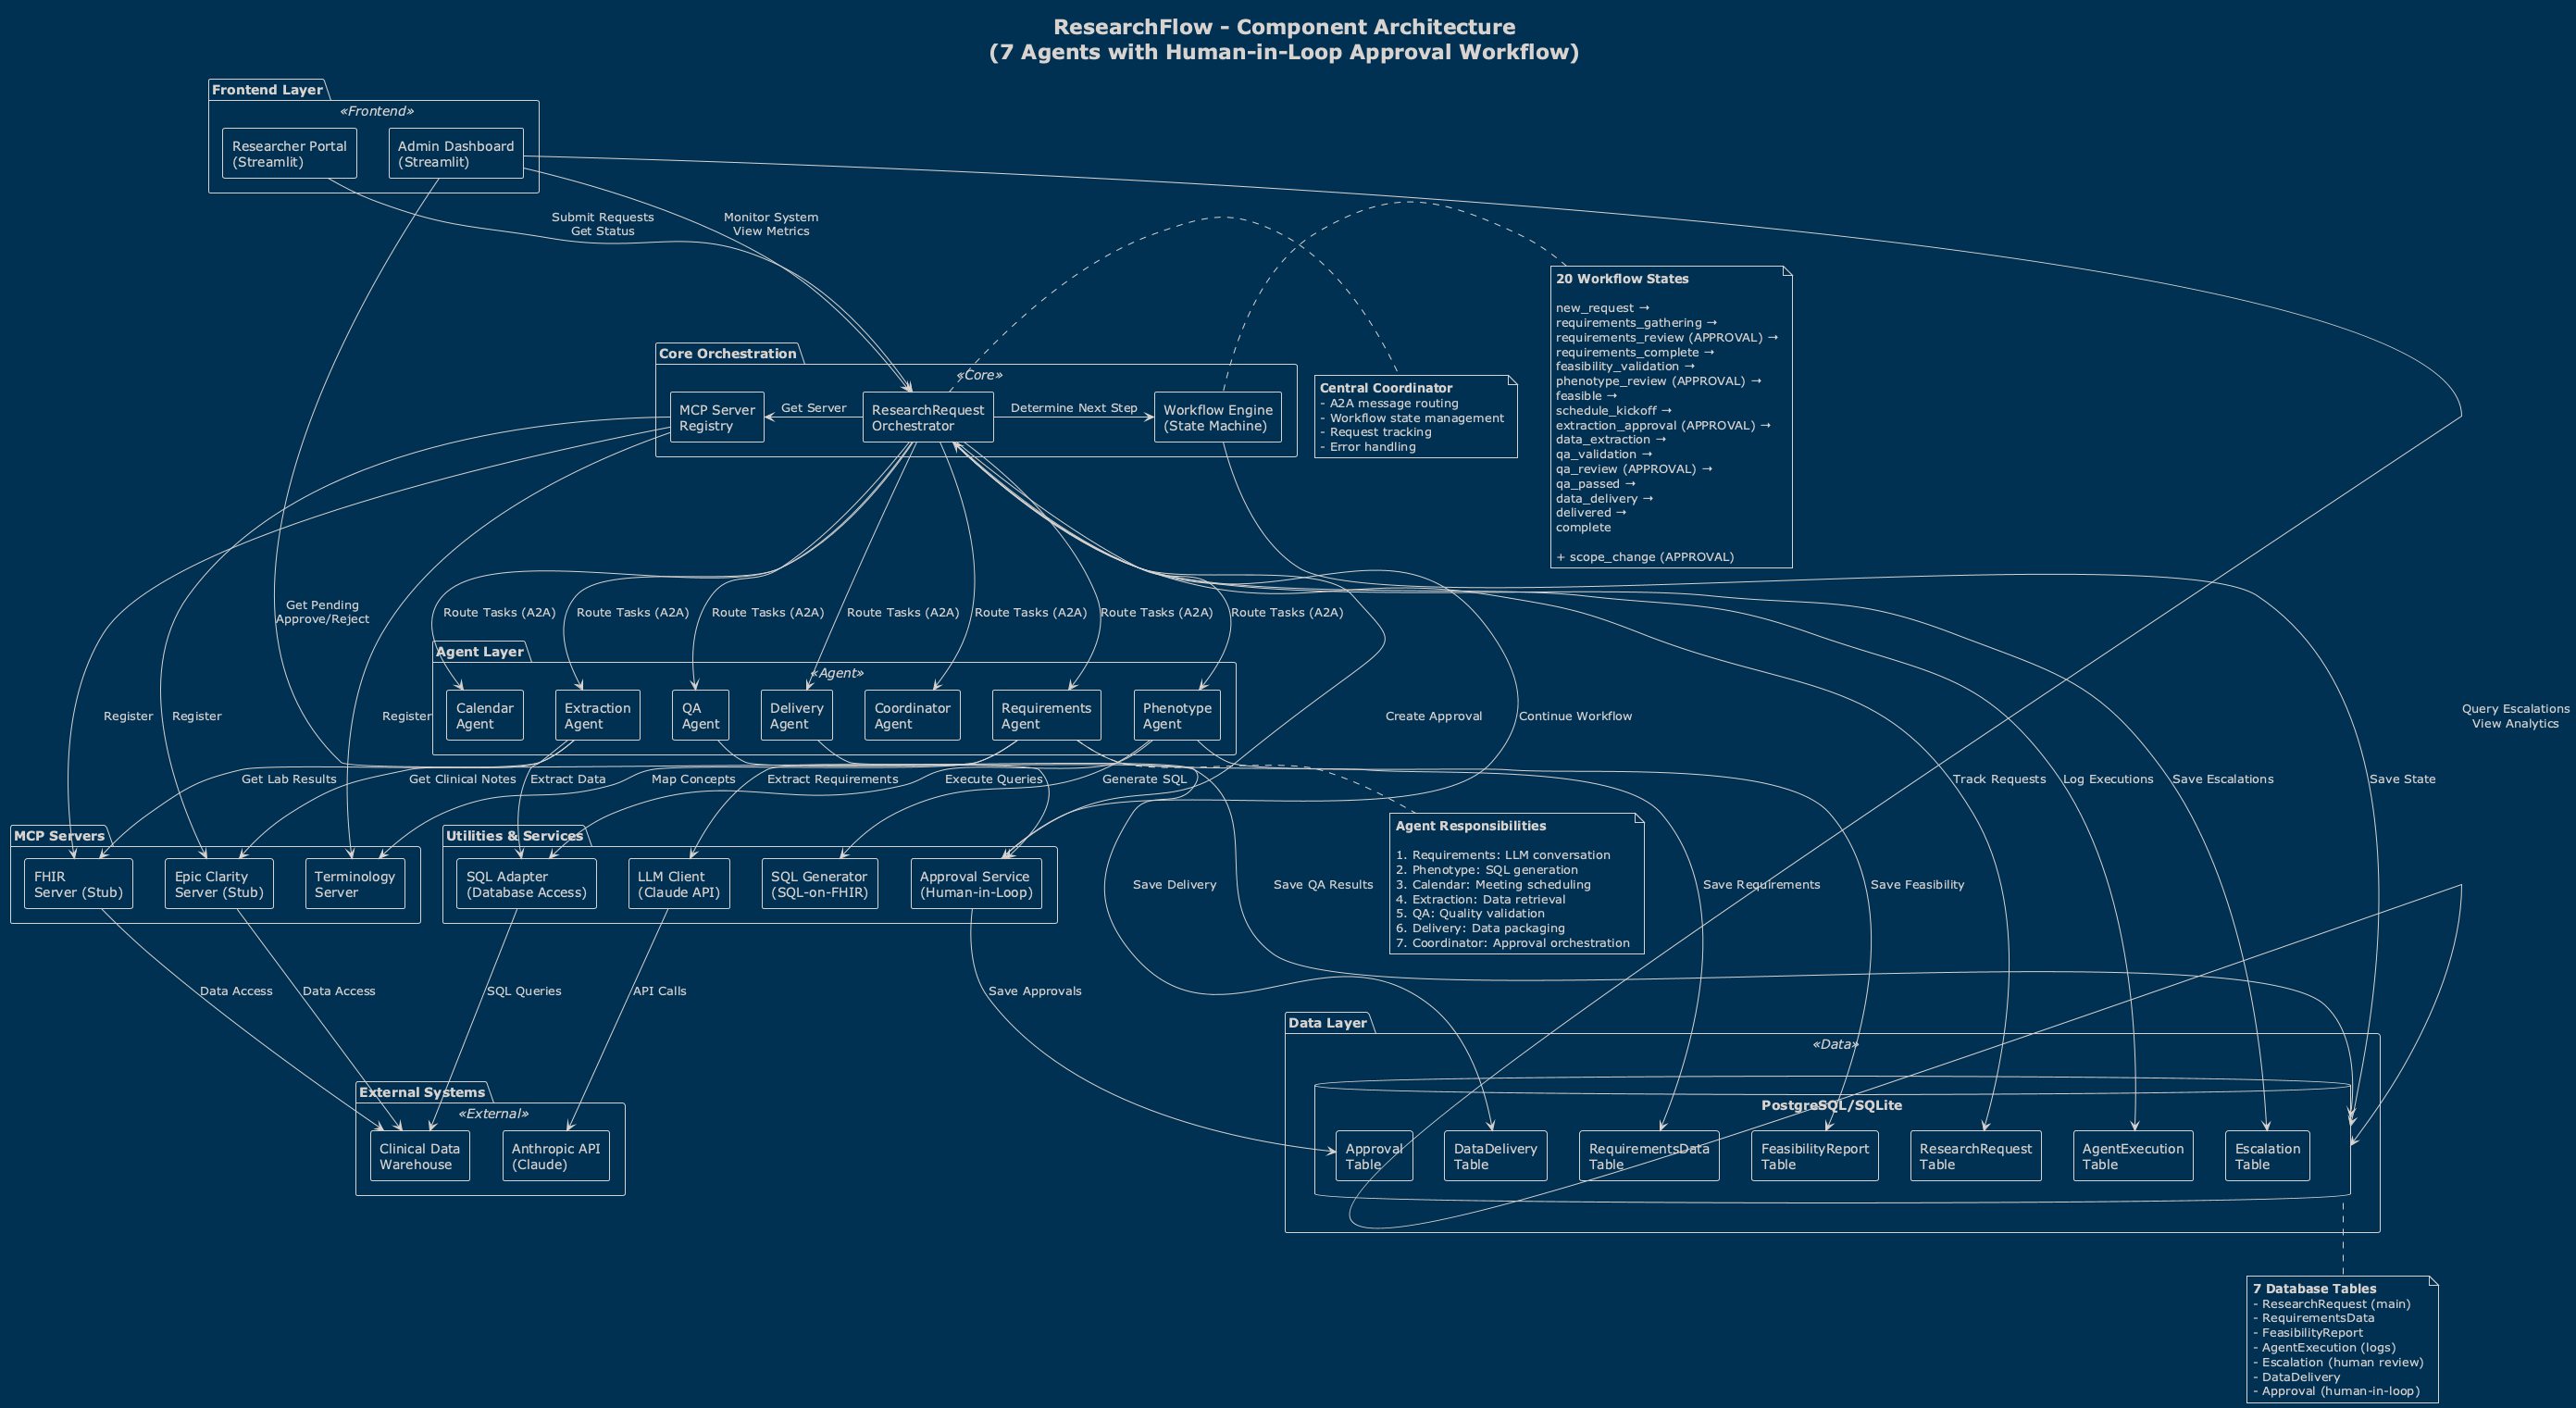 ResearchFlow - Component Architecture
(7 Agents with Human-in-Loop Approval Workflow)
Frontend Layer
«Frontend»
Researcher Portal
(Streamlit)
Admin Dashboard
(Streamlit)
Submit Requests
Get Status
Monitor System
View Metrics
20 Workflow States
new_request →
requirements_gathering →
requirements_review (APPROVAL) →
requirements_complete →
feasibility_validation →
phenotype_review (APPROVAL) →
feasible →
schedule_kickoff →
extraction_approval (APPROVAL) →
data_extraction →
qa_validation →
qa_review (APPROVAL) →
qa_passed →
data_delivery →
delivered →
complete
+ scope_change (APPROVAL)
Core Orchestration
«Core»
MCP Server
Registry
Get Server
ResearchRequest
Orchestrator
Determine Next Step
Workflow Engine
(State Machine)
Central Coordinator
- A2A message routing
- Workflow state management
- Request tracking
- Error handling
Get Pending
Approve/Reject
Route Tasks (A2A)
Route Tasks (A2A)
Route Tasks (A2A)
Route Tasks (A2A)
Route Tasks (A2A)
Route Tasks (A2A)
Route Tasks (A2A)
Agent Layer
«Agent»
Calendar
Agent
Extraction
Agent
QA
Agent
Delivery
Agent
Coordinator
Agent
Requirements
Agent
Phenotype
Agent
Register
Register
Register
Create Approval
Continue Workflow
Query Escalations
View Analytics
Get Lab Results
Get Clinical Notes
Extract Data
Map Concepts
Extract Requirements
Execute Queries
Generate SQL
Track Requests
Log Executions
Save Escalations
Save State
MCP Servers
FHIR
Server (Stub)
Epic Clarity
Server (Stub)
Terminology
Server
Utilities & Services
SQL Adapter
(Database Access)
LLM Client
(Claude API)
SQL Generator
(SQL-on-FHIR)
Approval Service
(Human-in-Loop)
Save Delivery
Save QA Results
Agent Responsibilities
1. Requirements: LLM conversation
2. Phenotype: SQL generation
3. Calendar: Meeting scheduling
4. Extraction: Data retrieval
5. QA: Quality validation
6. Delivery: Data packaging
7. Coordinator: Approval orchestration
Save Requirements
Save Feasibility
Data Access
Data Access
SQL Queries
API Calls
Save Approvals
External Systems
«External»
Clinical Data
Warehouse
Anthropic API
(Claude)
Data Layer
«Data»
PostgreSQL/SQLite
Approval
Table
DataDelivery
Table
RequirementsData
Table
FeasibilityReport
Table
ResearchRequest
Table
AgentExecution
Table
Escalation
Table
7 Database Tables
- ResearchRequest (main)
- RequirementsData
- FeasibilityReport
- AgentExecution (logs)
- Escalation (human review)
- DataDelivery
- Approval (human-in-loop)